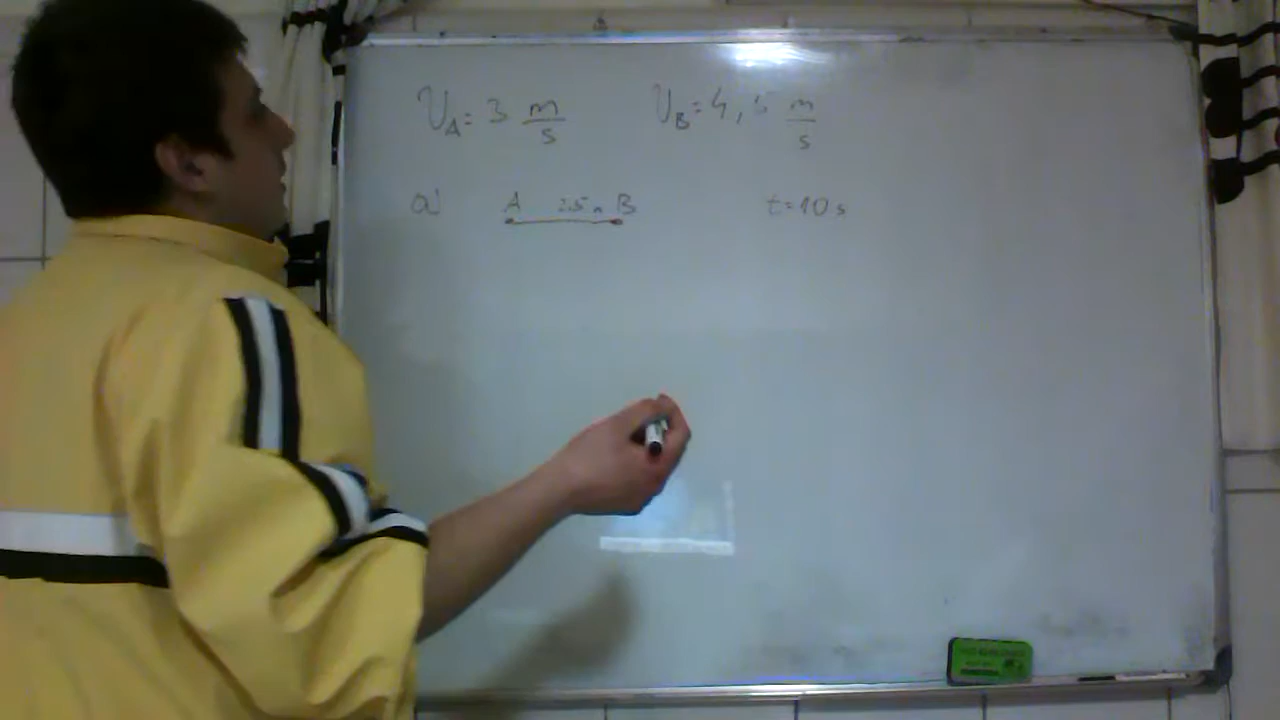 V_A = 3 m/s V_B = 4,5 m/s
a) A 25 m B t = 10 s